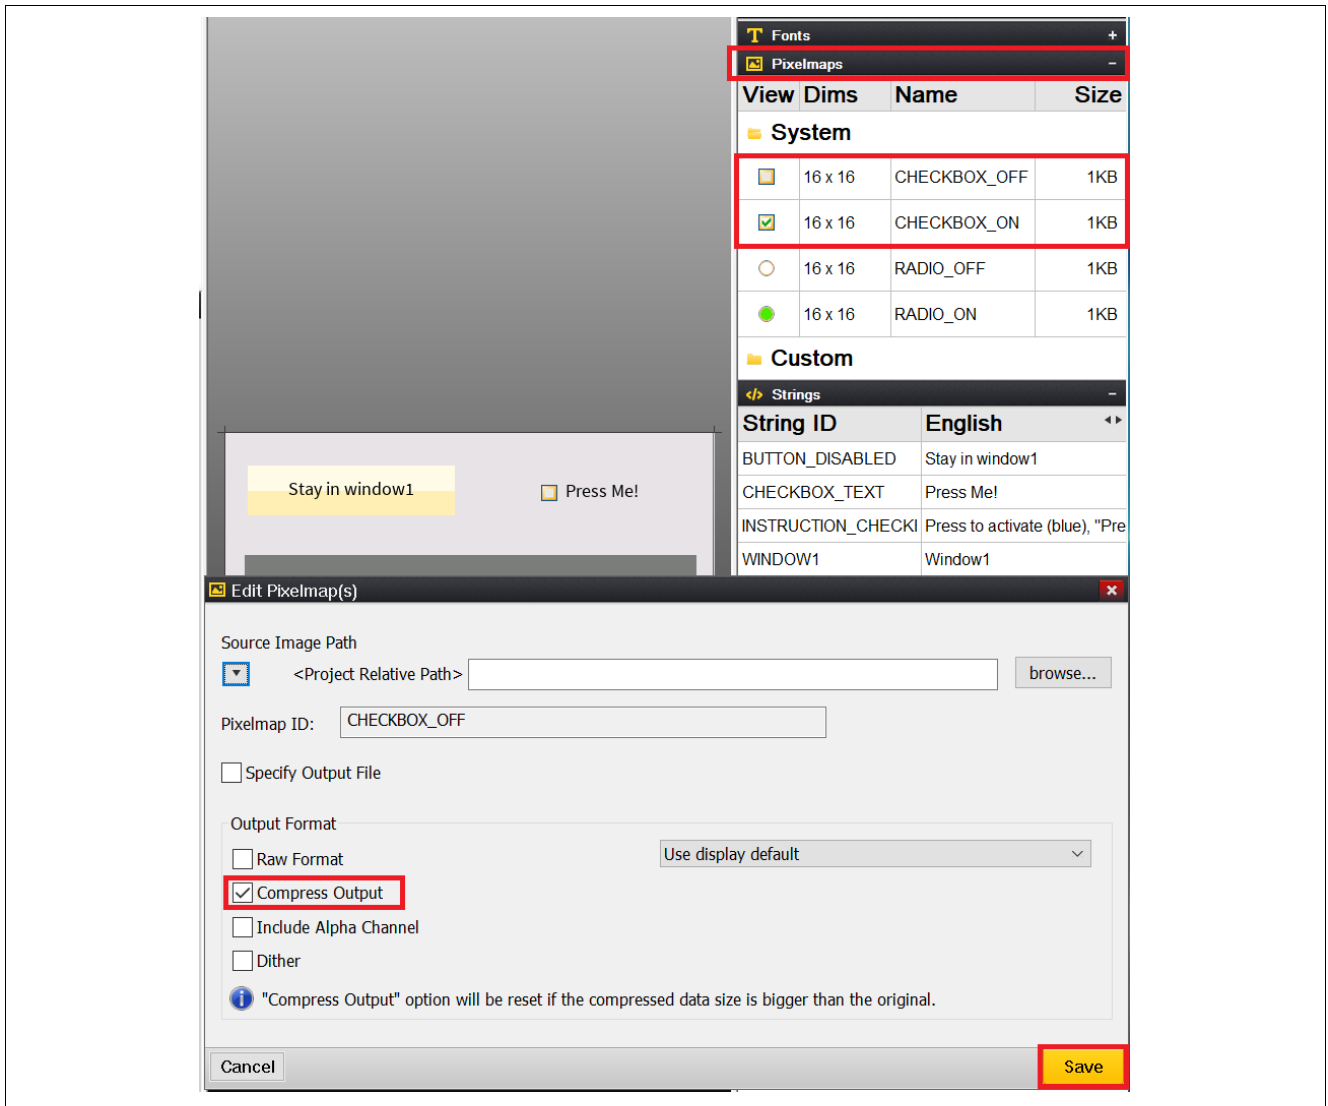 Fonts +
Pixelmaps −
View Dims Name Size
System
16 x 16 CHECKBOX_OFF 1KB
16 x 16 CHECKBOX_ON 1KB
16 x 16 RADIO_OFF 1KB
16 x 16 RADIO_ON 1KB
Custom
</> Strings −
String ID English
BUTTON_DISABLED Stay in window1
CHECKBOX_TEXT Press Me!
INSTRUCTION_CHECKI Press to activate (blue), "Pre
WINDOW1 Window1
Stay in window1 Press Me!
Edit Pixelmap(s)
Source Image Path
<Project Relative Path> browse...
Pixelmap ID: CHECKBOX_OFF
Specify Output File
Output Format
Raw Format Use display default
Compress Output
Include Alpha Channel
Dither
"Compress Output" option will be reset if the compressed data size is bigger than the original.
Cancel Save